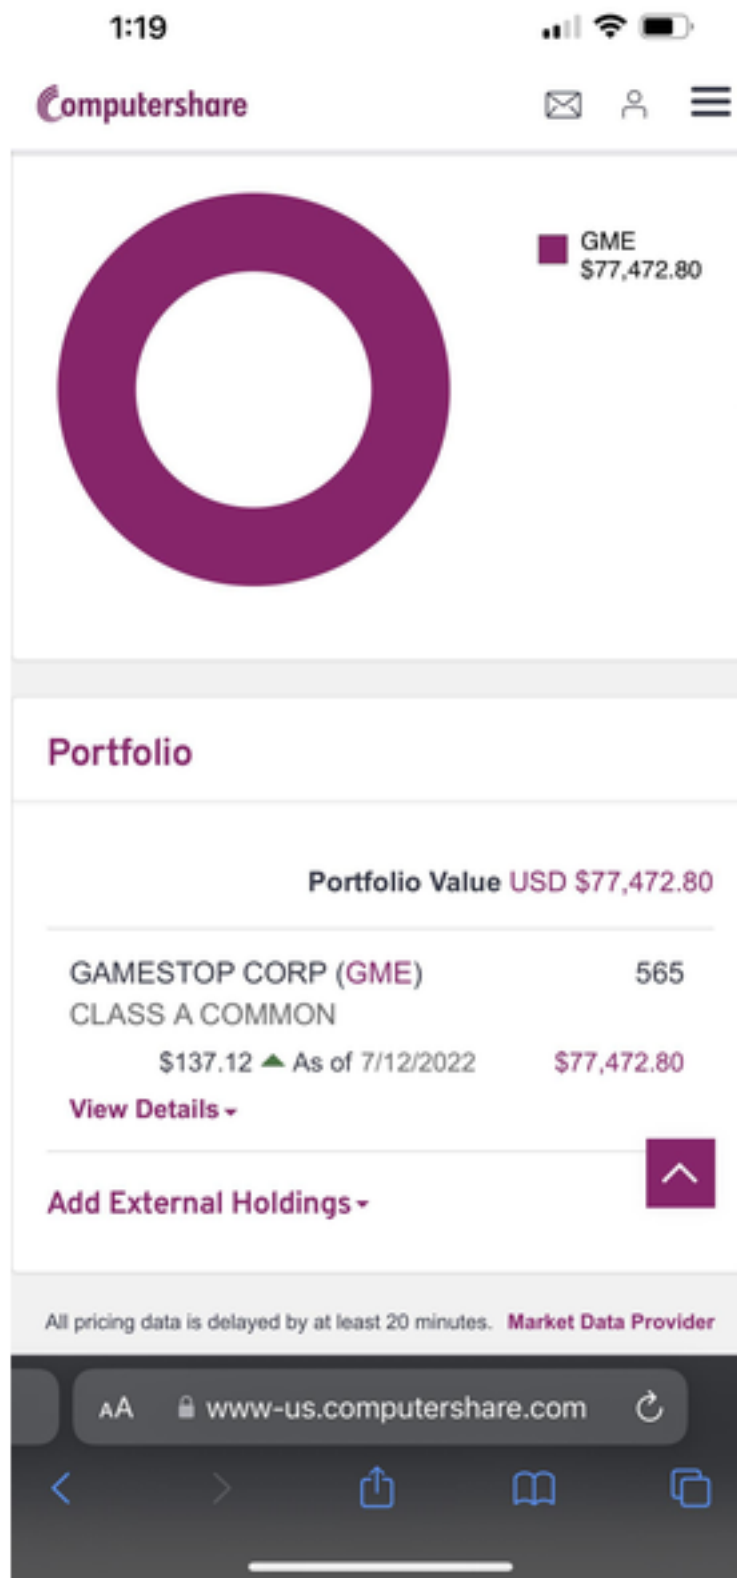 1:19
Computershare
GME
$77,472.80
Portfolio
Portfolio Value USD $77,472.80
GAMESTOP CORP (GME) 565
CLASS A COMMON
$137.12 As of 7/12/2022 $77,472.80
View Details
Add External Holdings
All pricing data is delayed by at least 20 minutes. Market Data Provider
AA www-us.computershare.com